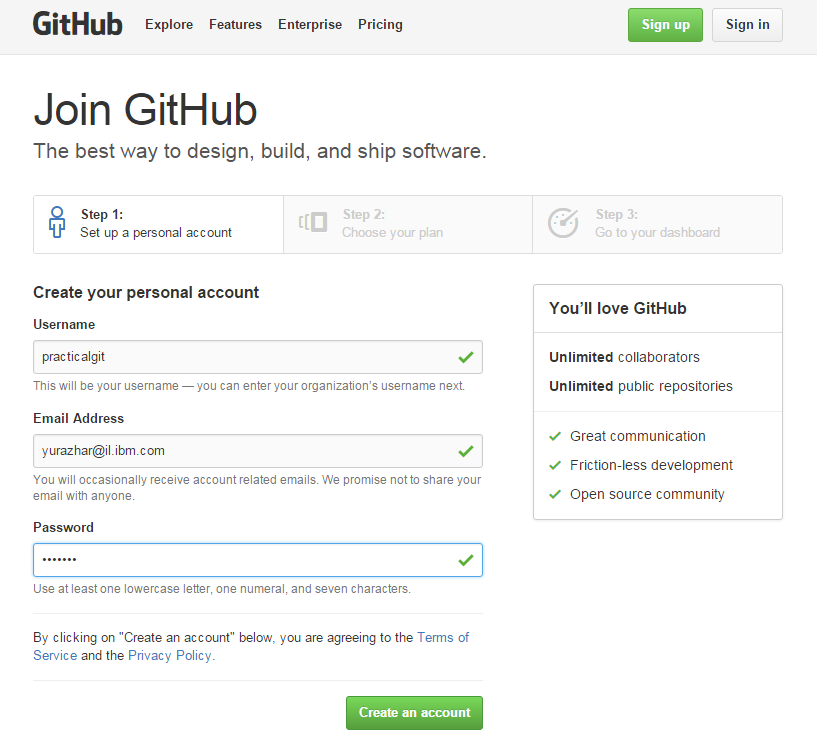 GitHub Explore Features Enterprise Pricing Sign up Sign in
Join GitHub
The best way to design, build, and ship software.
Step 1:
Set up a personal account
Step 2:
Choose your plan
Step 3:
Go to your dashboard
Create your personal account
Username
practicalgit
This will be your username — you can enter your organization’s username next.
Email Address
yurazhar@il.ibm.com
You will occasionally receive account related emails. We promise not to share your
email with anyone.
Password
•••••••
Use at least one lowercase letter, one numeral, and seven characters.
By clicking on "Create an account" below, you are agreeing to the Terms of
Service and the Privacy Policy.
Create an account
You’ll love GitHub
Unlimited collaborators
Unlimited public repositories
Great communication
Friction-less development
Open source community